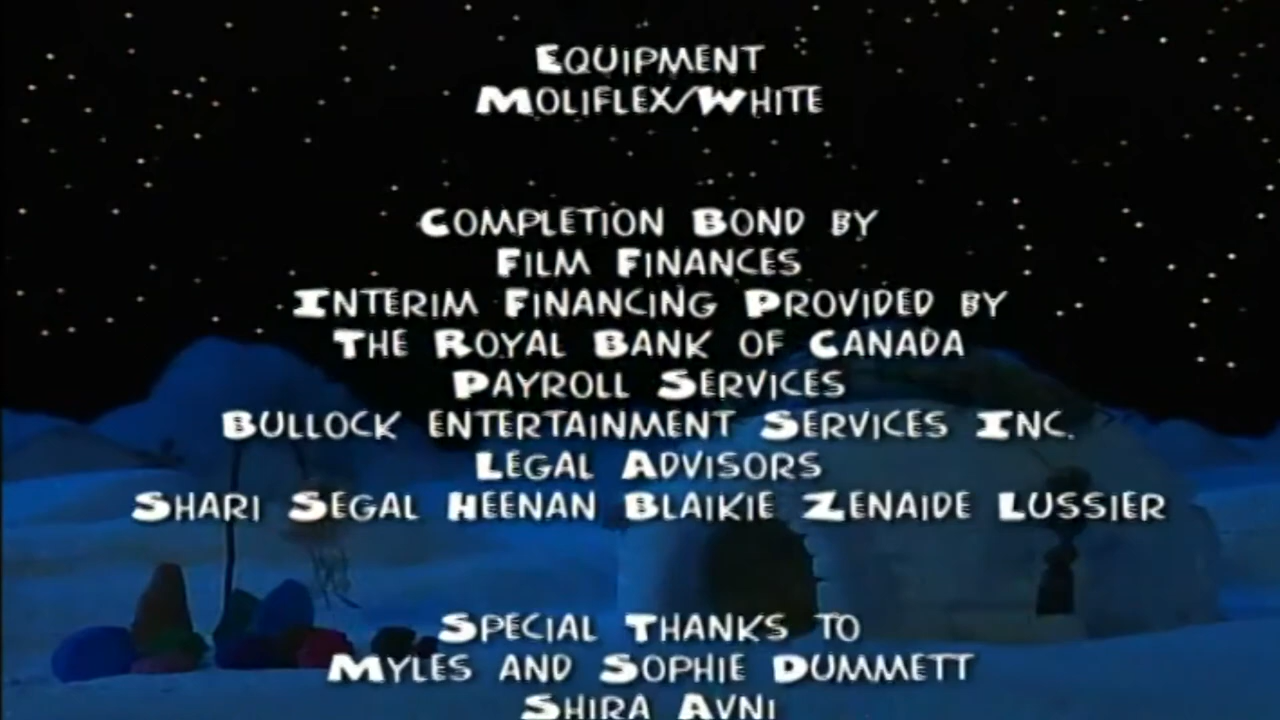 EQUIPMENT
MOLIFLEX/WHITE
COMPLETION BOND BY
FILM FINANCES
INTERIM FINANCING PROVIDED BY
THE ROYAL BANK OF CANADA
PAYROLL SERVICES
BULLOCK ENTERTAINMENT SERVICES INC.
LEGAL ADVISORS
SHARI SEGAL HEENAN BLAIKIE ZENAIDE LUSSIER
SPECIAL THANKS TO
MYLES AND SOPHIE DUMMETT
SHIRA AVNI